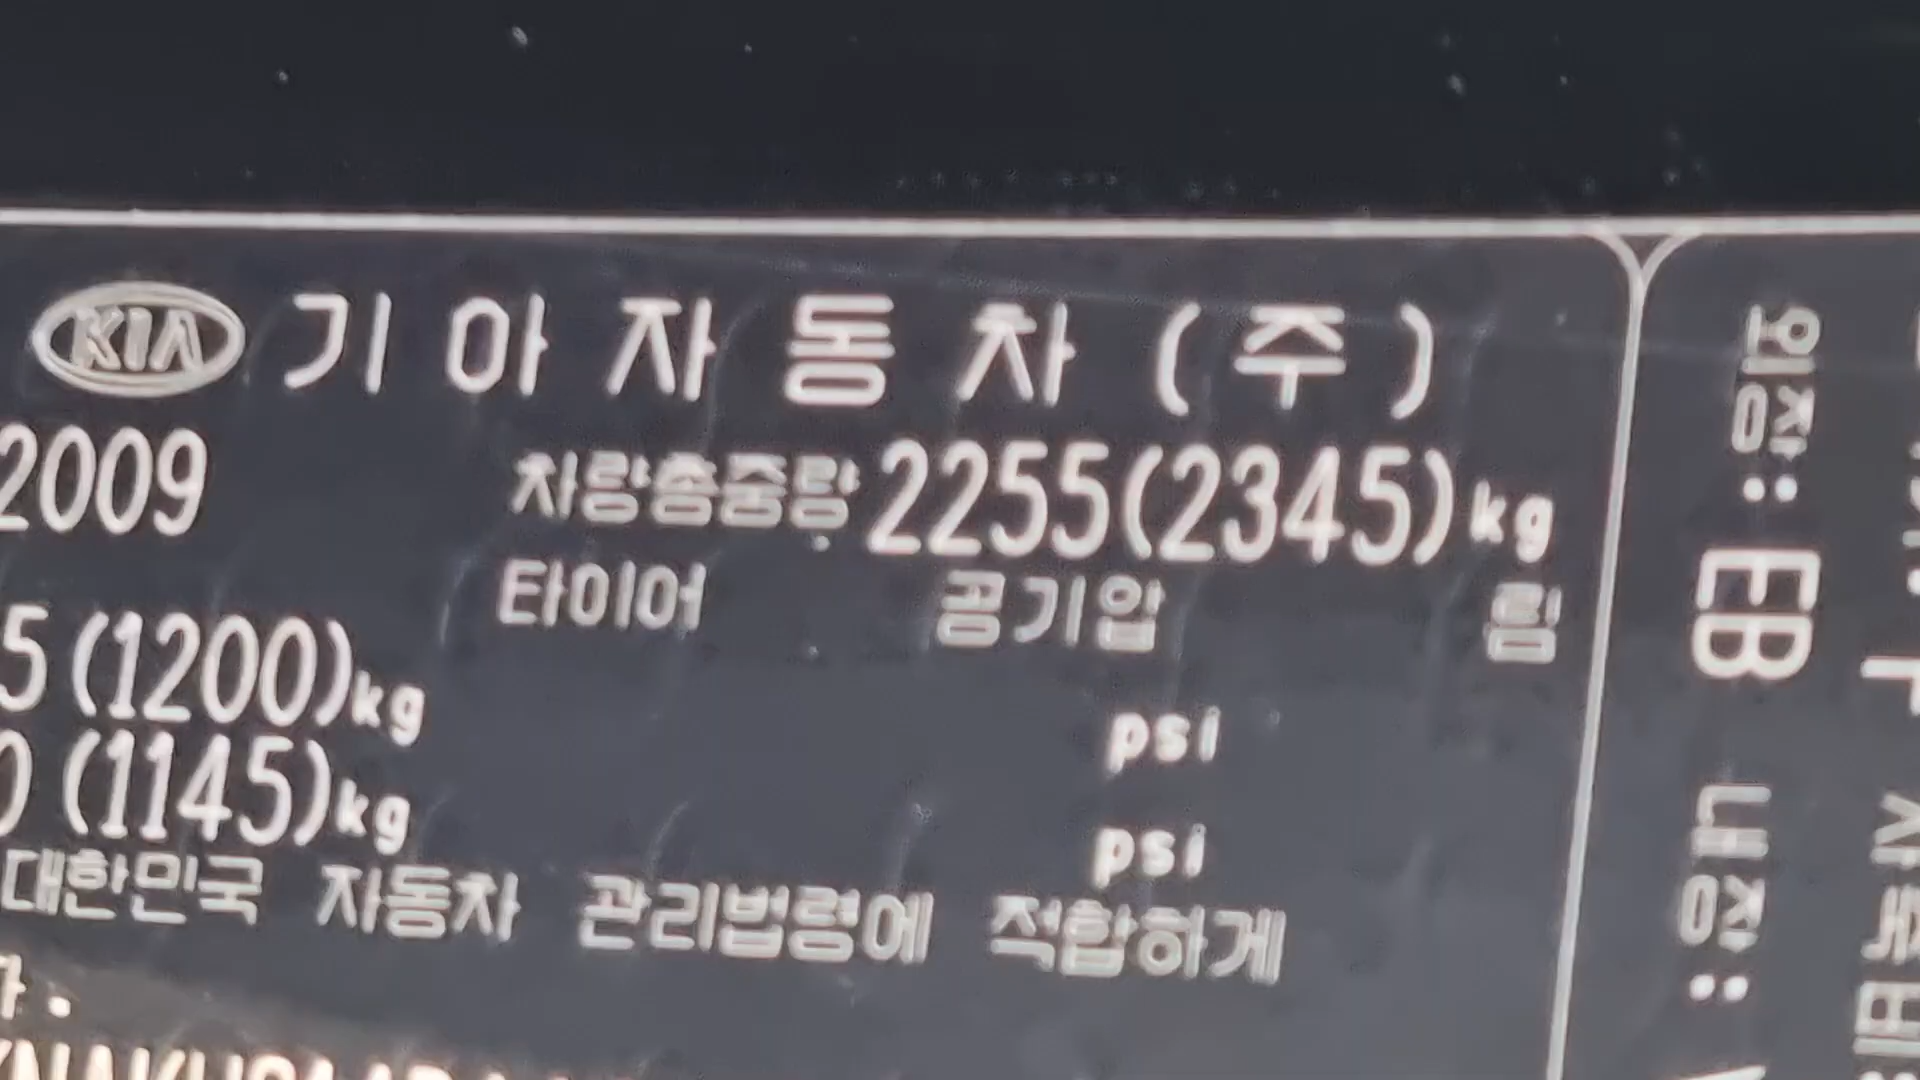 KIA 기아자동차(주)
2009 차량총중량 2255(2345)kg
타이어 공기압 림
5 (1200)kg
psi
0 (1145)kg
psi
대한민국 자동차 관리법령에 적합하게
외장: EB
내장: